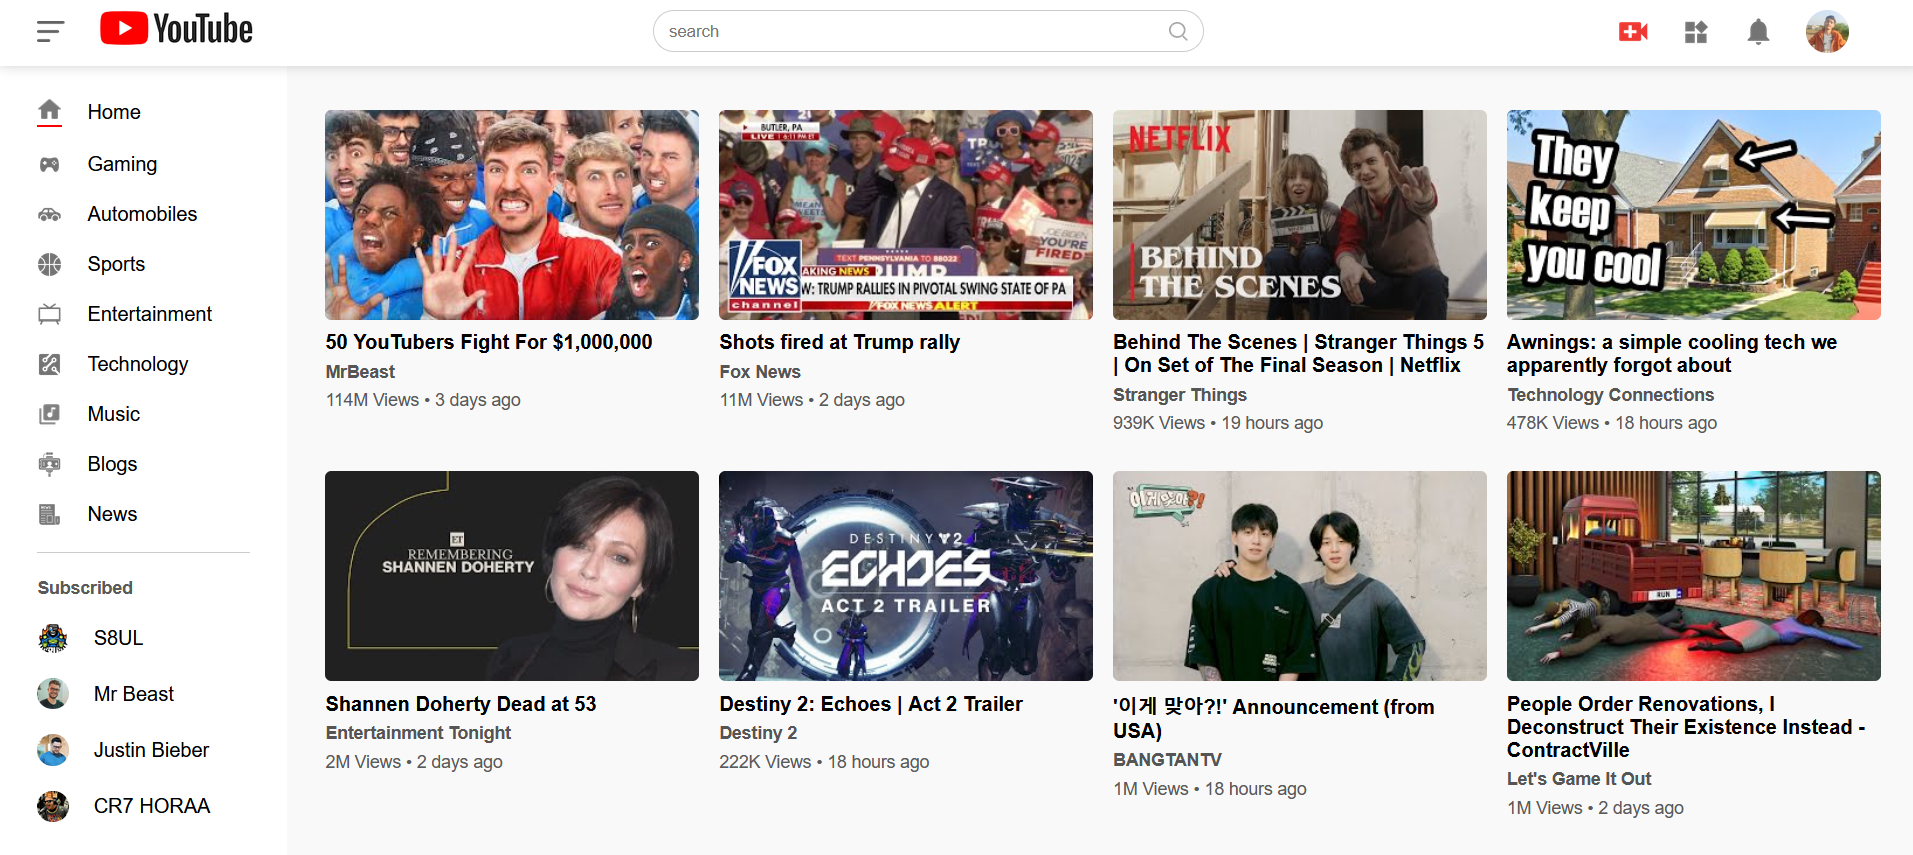 YouTube
search
Home
Gaming
Automobiles
Sports
Entertainment
Technology
Music
Blogs
News
Subscribed
S8UL
Mr Beast
Justin Bieber
CR7 HORAA
50 YouTubers Fight For $1,000,000
MrBeast
114M Views • 3 days ago
BUTLER, PA
LIVE 6:11 PM ET
JOE BIDEN
YOU'RE
FIRED
TEXT PENNSYLVANIA TO 88022
FOX
NEWS
channel
AKING NEWS
W: TRUMP RALLIES IN PIVOTAL SWING STATE OF PA
FOX NEWS ALERT
Shots fired at Trump rally
Fox News
11M Views • 2 days ago
NETFLIX
BEHIND
THE SCENES
Behind The Scenes | Stranger Things 5
| On Set of The Final Season | Netflix
Stranger Things
939K Views • 19 hours ago
They
keep
you cool
Awnings: a simple cooling tech we
apparently forgot about
Technology Connections
478K Views • 18 hours ago
ET
REMEMBERING
SHANNEN DOHERTY
Shannen Doherty Dead at 53
Entertainment Tonight
2M Views • 2 days ago
DESTINY 2
ECHOES
ACT 2 TRAILER
Destiny 2: Echoes | Act 2 Trailer
Destiny 2
222K Views • 18 hours ago
이게 맞아?!
'이게 맞아?!' Announcement (from
USA)
BANGTANTV
1M Views • 18 hours ago
RUN
People Order Renovations, I
Deconstruct Their Existence Instead -
ContractVille
Let's Game It Out
1M Views • 2 days ago